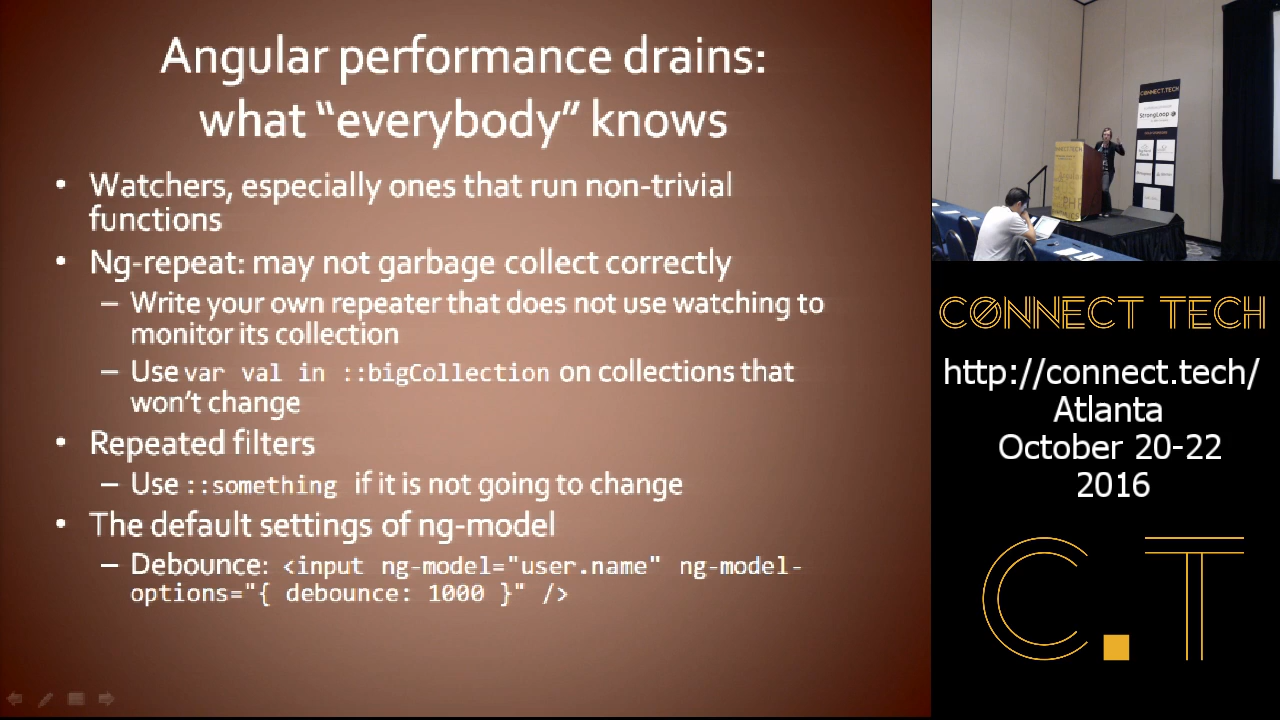 Angular performance drains:
what “everybody” knows
• Watchers, especially ones that run non-trivial
functions
• Ng-repeat: may not garbage collect correctly
– Write your own repeater that does not use watching to
monitor its collection
– Use var val in ::bigCollection on collections that
won’t change
• Repeated filters
– Use ::something if it is not going to change
• The default settings of ng-model
– Debounce: <input ng-model="user.name" ng-model-
options="{ debounce: 1000 }" />
CONNECT.TECH
StrongLoop
CONNECT TECH
http://connect.tech/
Atlanta
October 20-22
2016
C.T